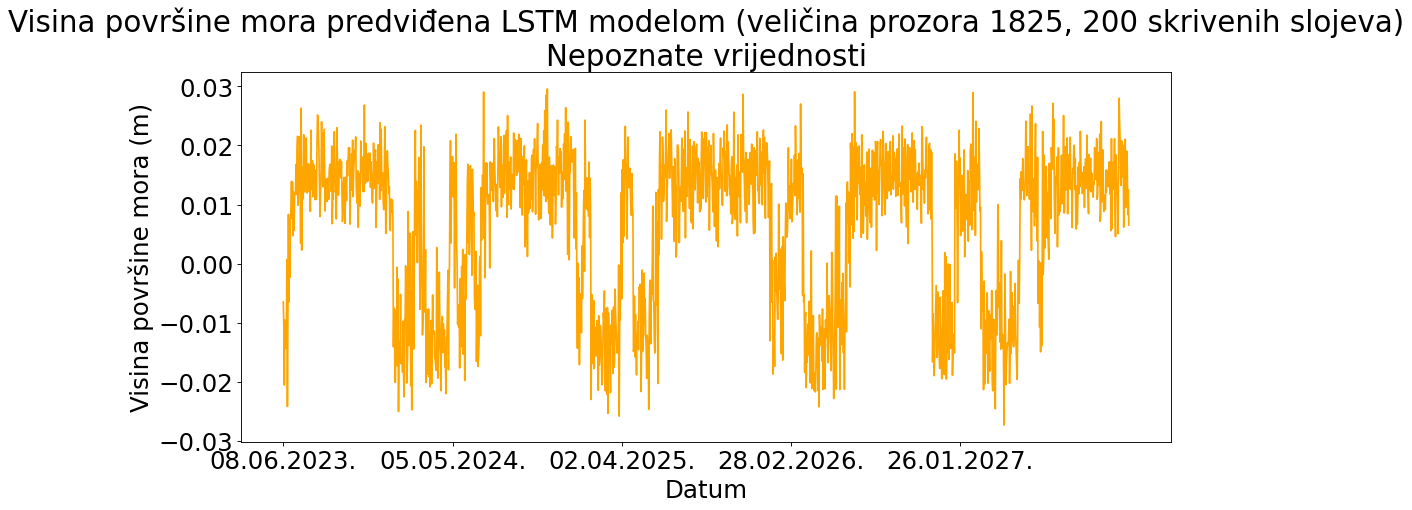 Visina površine mora predviđena LSTM modelom (veličina prozora 1825, 200 skrivenih slojeva)
Nepoznate vrijednosti
Visina površine mora (m)
0.03
0.02
0.01
0.00
−0.01
−0.02
−0.03
08.06.2023. 05.05.2024. 02.04.2025. 28.02.2026. 26.01.2027.
Datum